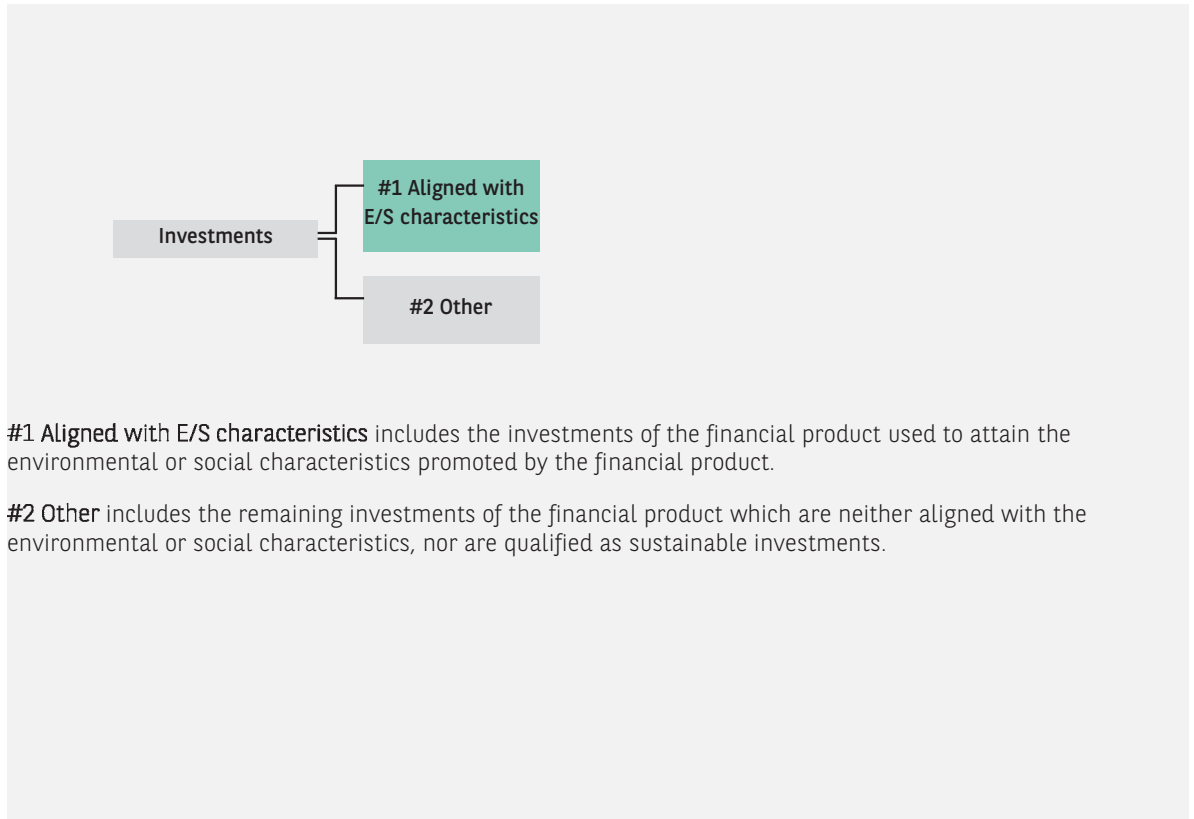 #1 Aligned with
E/S characteristics
Investments
#2 Other
#1 Aligned with E/S characteristics includes the investments of the financial product used to attain the
environmental or social characteristics promoted by the financial product.
#2 Other includes the remaining investments of the financial product which are neither aligned with the
environmental or social characteristics, nor are qualified as sustainable investments.